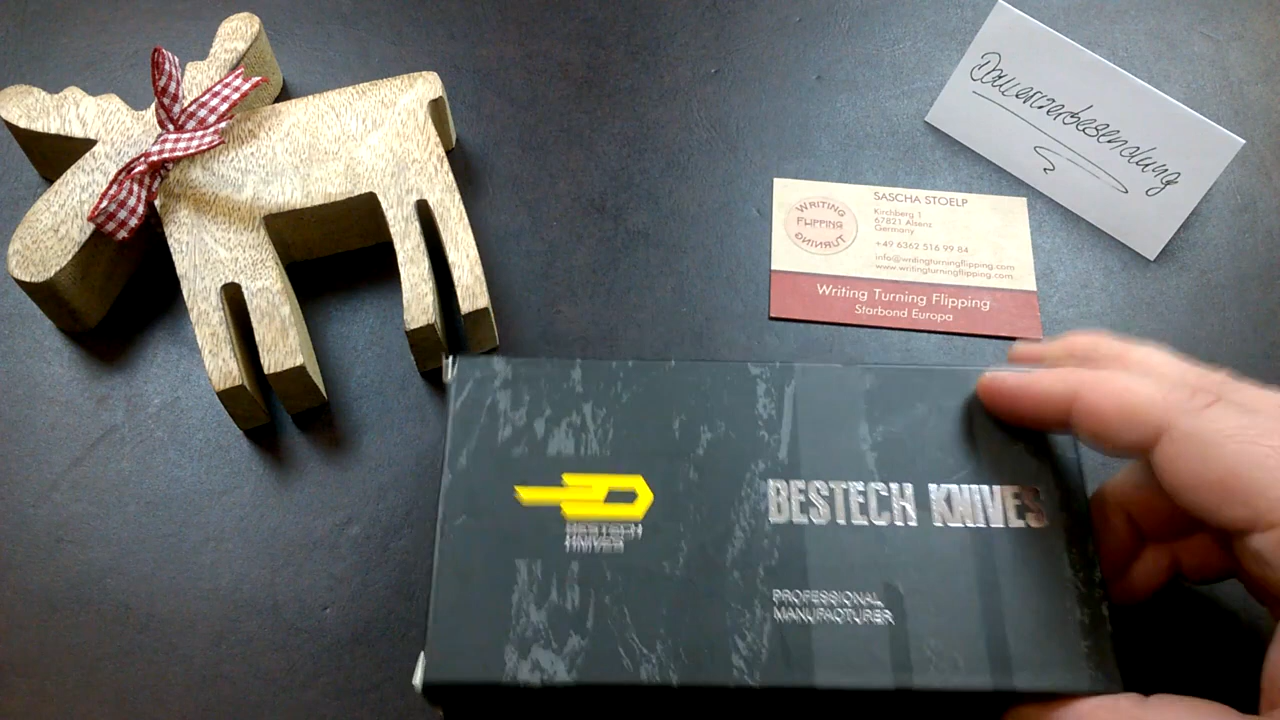 Dauerzerbesendung
WRITING
FLIPPING
TURNING
SASCHA STOELP
Kirchberg 1
67821 Alsenz
Germany
+49 6362 516 99 84
info@writingturningflipping.com
www.writingturningflipping.com
Writing Turning Flipping
Starbond Europa
BESTECH
KNIVES
BESTECH KNIVES
PROFESSIONAL
MANUFACTURER